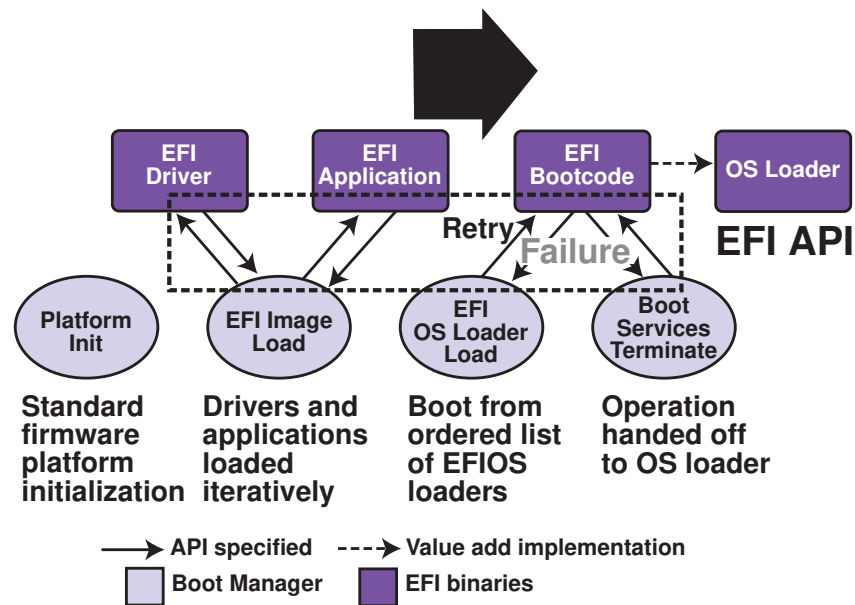 EFI
Driver
EFI
Application
EFI
Bootcode
OS Loader
Retry
Failure
EFI API
Platform
Init
EFI Image
Load
EFI
OS Loader
Load
Boot
Services
Terminate
Standard
firmware
platform
initialization
Drivers and
applications
loaded
iteratively
Boot from
ordered list
of EFIOS
loaders
Operation
handed off
to OS loader
API specified
Value add implementation
Boot Manager
EFI binaries